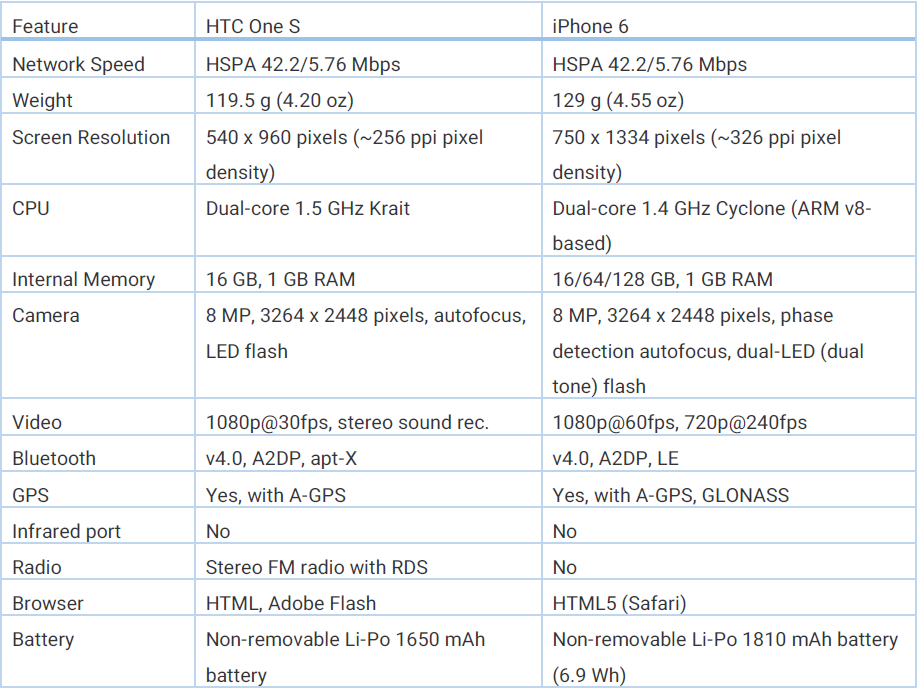 Feature HTC One S iPhone 6
Network Speed HSPA 42.2/5.76 Mbps HSPA 42.2/5.76 Mbps
Weight 119.5 g (4.20 oz) 129 g (4.55 oz)
Screen Resolution 540 x 960 pixels (~256 ppi pixel 750 x 1334 pixels (~326 ppi pixel
density) density)
CPU Dual-core 1.5 GHz Krait Dual-core 1.4 GHz Cyclone (ARM v8-
based)
Internal Memory 16 GB, 1 GB RAM 16/64/128 GB, 1 GB RAM
Camera 8 MP, 3264 x 2448 pixels, autofocus, 8 MP, 3264 x 2448 pixels, phase
LED flash detection autofocus, dual-LED (dual
tone) flash
Video 1080p@30fps, stereo sound rec. 1080p@60fps, 720p@240fps
Bluetooth v4.0, A2DP, apt-X v4.0, A2DP, LE
GPS Yes, with A-GPS Yes, with A-GPS, GLONASS
Infrared port No No
Radio Stereo FM radio with RDS No
Browser HTML, Adobe Flash HTML5 (Safari)
Battery Non-removable Li-Po 1650 mAh Non-removable Li-Po 1810 mAh battery
battery (6.9 Wh)